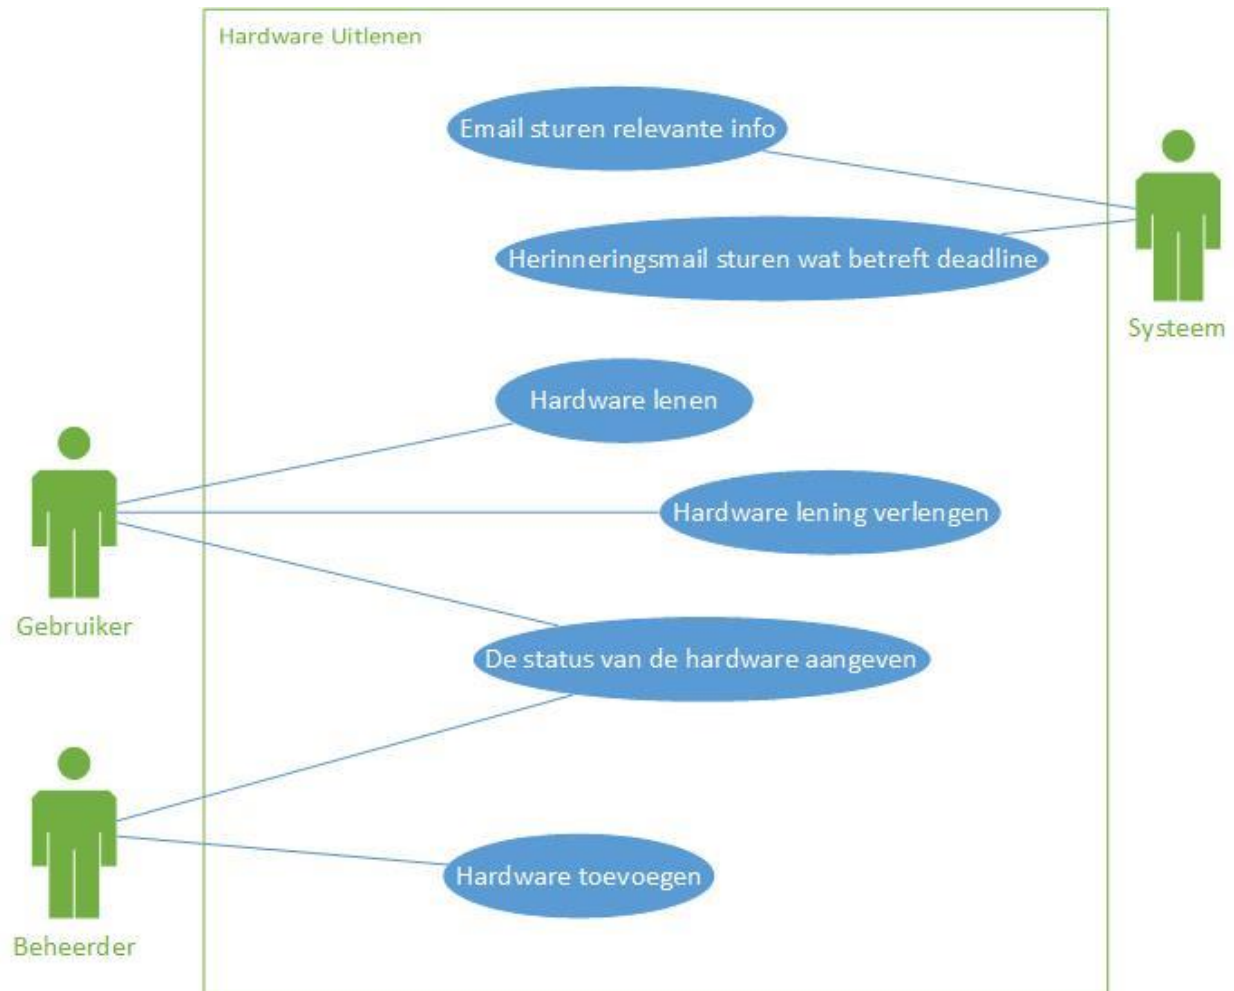 Hardware Uitlenen
Email sturen relevante info
Herinneringsmail sturen wat betreft deadline
Systeem
Hardware lenen
Hardware lening verlengen
Gebruiker
De status van de hardware aangeven
Hardware toevoegen
Beheerder